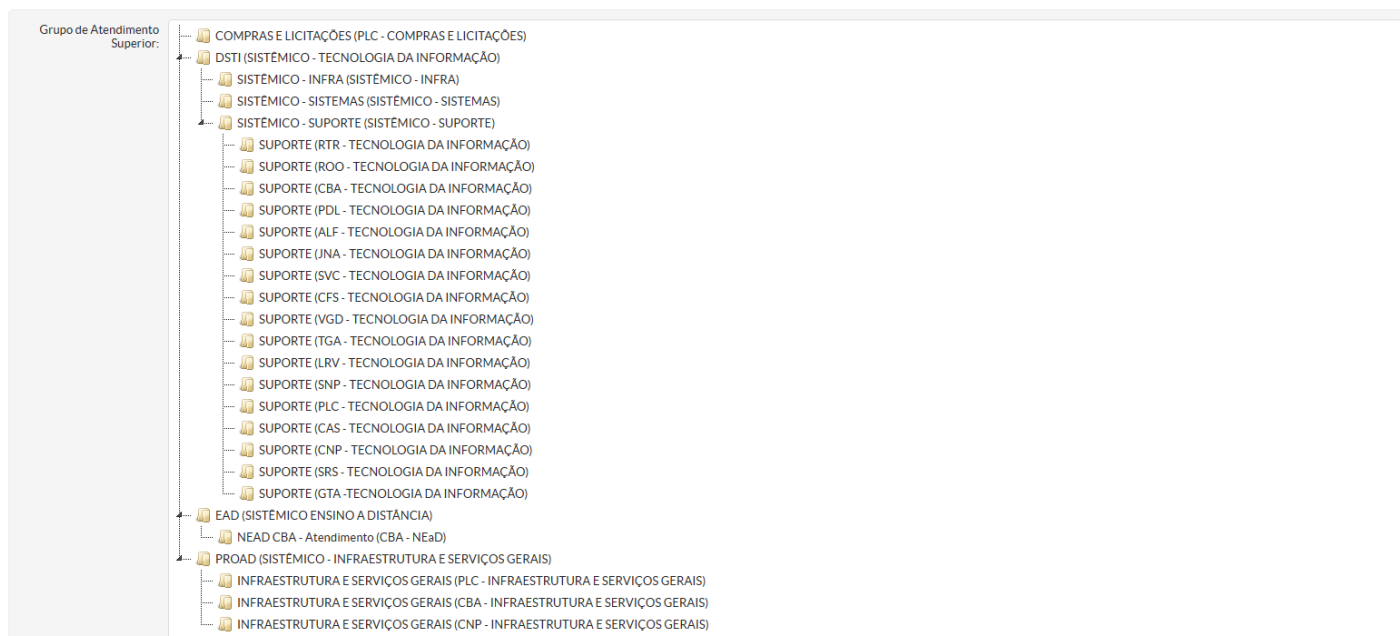 Grupo de Atendimento
Superior:
COMPRAS E LICITAÇÕES (PLC - COMPRAS E LICITAÇÕES)
DSTI (SISTÊMICO - TECNOLOGIA DA INFORMAÇÃO)
SISTÊMICO - INFRA (SISTÊMICO - INFRA)
SISTÊMICO - SISTEMAS (SISTÊMICO - SISTEMAS)
SISTÊMICO - SUPORTE (SISTÊMICO - SUPORTE)
SUPORTE (RTR - TECNOLOGIA DA INFORMAÇÃO)
SUPORTE (ROO - TECNOLOGIA DA INFORMAÇÃO)
SUPORTE (CBA - TECNOLOGIA DA INFORMAÇÃO)
SUPORTE (PDL - TECNOLOGIA DA INFORMAÇÃO)
SUPORTE (ALF - TECNOLOGIA DA INFORMAÇÃO)
SUPORTE (JNA - TECNOLOGIA DA INFORMAÇÃO)
SUPORTE (SVC - TECNOLOGIA DA INFORMAÇÃO)
SUPORTE (CFS - TECNOLOGIA DA INFORMAÇÃO)
SUPORTE (VGD - TECNOLOGIA DA INFORMAÇÃO)
SUPORTE (TGA - TECNOLOGIA DA INFORMAÇÃO)
SUPORTE (LRV - TECNOLOGIA DA INFORMAÇÃO)
SUPORTE (SNP - TECNOLOGIA DA INFORMAÇÃO)
SUPORTE (PLC - TECNOLOGIA DA INFORMAÇÃO)
SUPORTE (CAS - TECNOLOGIA DA INFORMAÇÃO)
SUPORTE (CNP - TECNOLOGIA DA INFORMAÇÃO)
SUPORTE (SRS - TECNOLOGIA DA INFORMAÇÃO)
SUPORTE (GTA -TECNOLOGIA DA INFORMAÇÃO)
EAD (SISTÊMICO ENSINO A DISTÂNCIA)
NEAD CBA - Atendimento (CBA - NEaD)
PROAD (SISTÊMICO - INFRAESTRUTURA E SERVIÇOS GERAIS)
INFRAESTRUTURA E SERVIÇOS GERAIS (PLC - INFRAESTRUTURA E SERVIÇOS GERAIS)
INFRAESTRUTURA E SERVIÇOS GERAIS (CBA - INFRAESTRUTURA E SERVIÇOS GERAIS)
INFRAESTRUTURA E SERVIÇOS GERAIS (CNP - INFRAESTRUTURA E SERVIÇOS GERAIS)